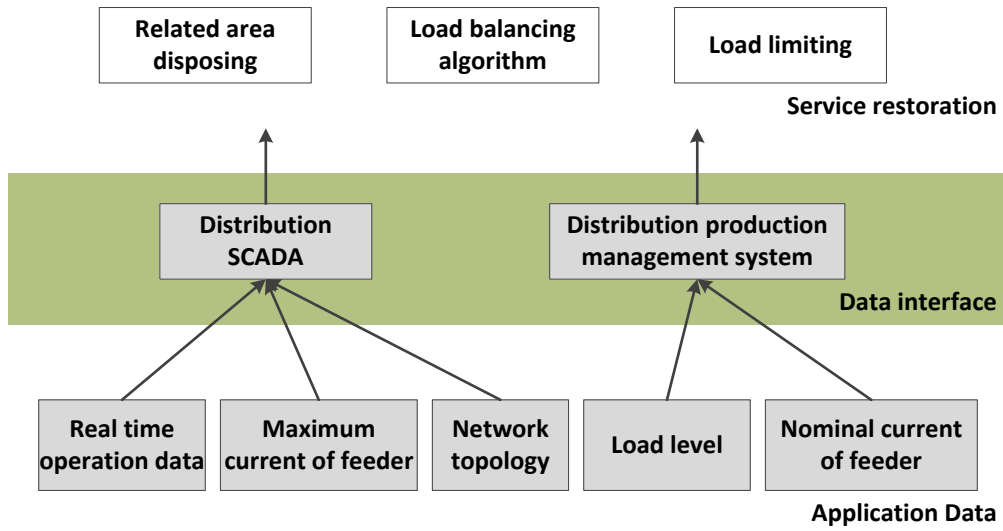 Related area
disposing
Load balancing
algorithm
Load limiting
Service restoration
Distribution
SCADA
Distribution production
management system
Data interface
Real time
operation data
Maximum
current of feeder
Network
topology
Load level
Nominal current
of feeder
Application Data